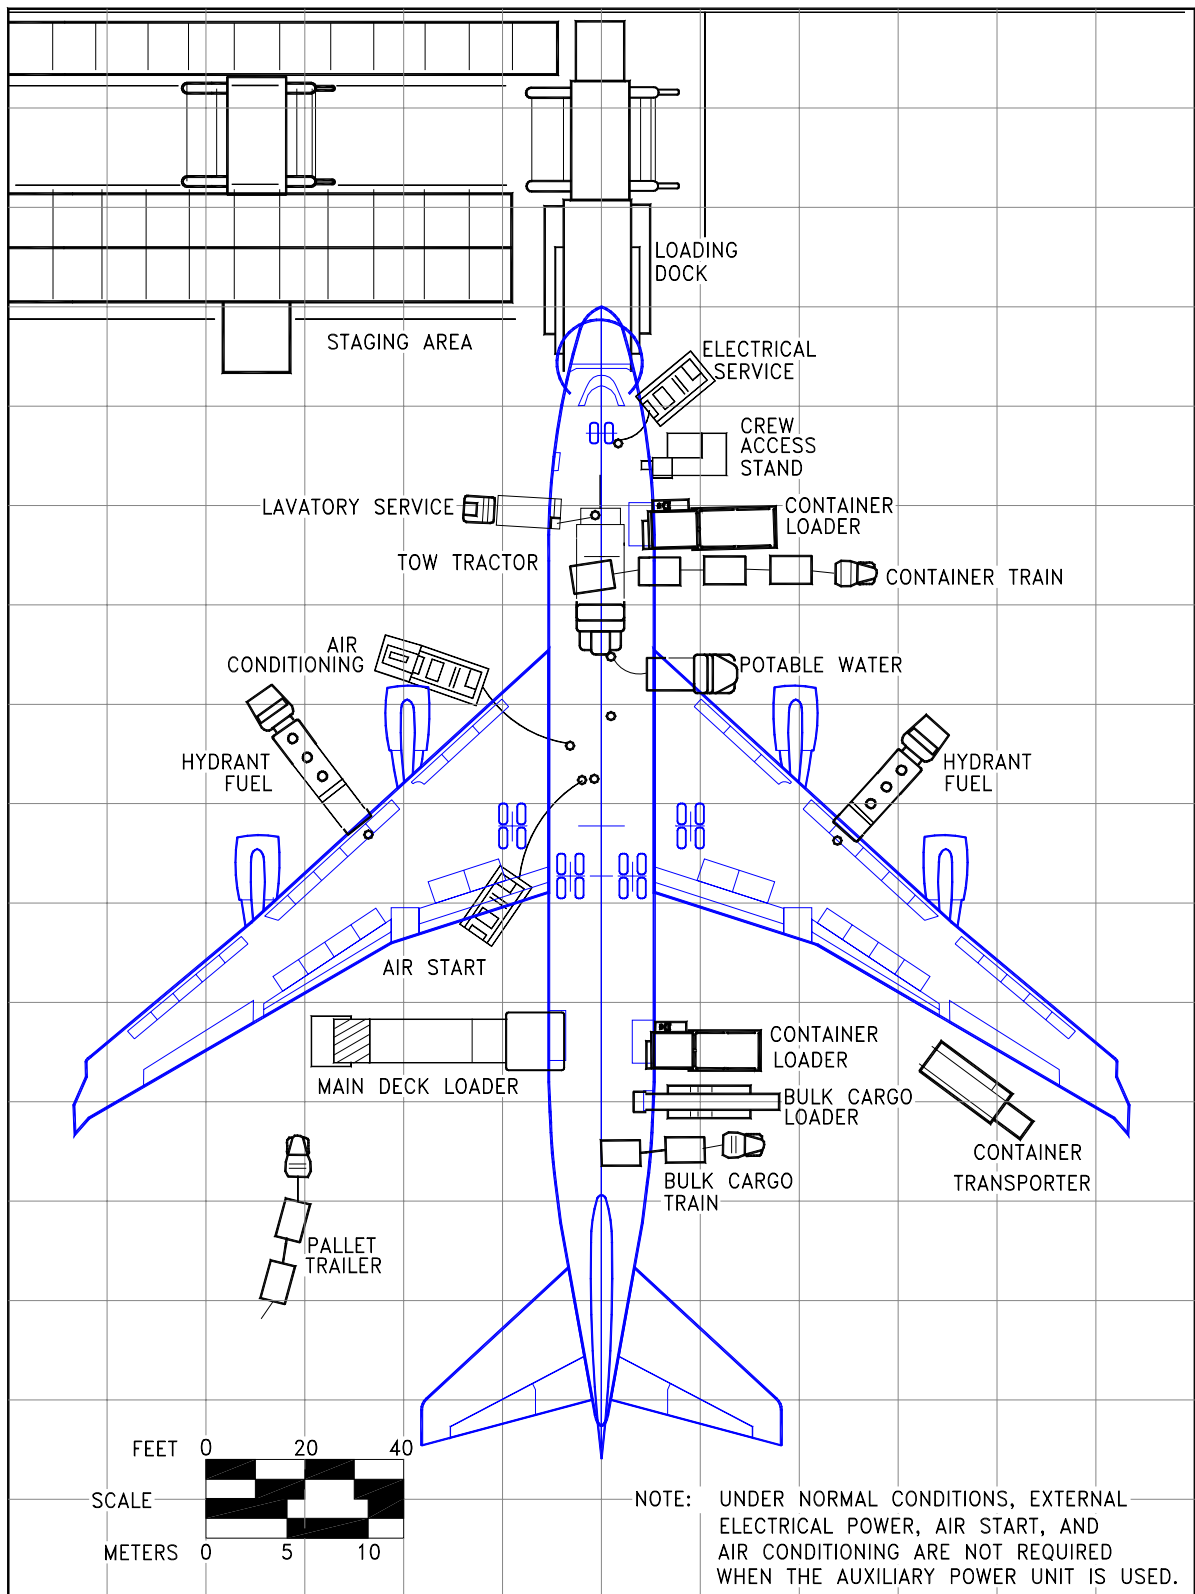 LOADING
DOCK
STAGING AREA
ELECTRICAL
SERVICE
CREW
ACCESS
STAND
LAVATORY SERVICE
CONTAINER
LOADER
TOW TRACTOR
CONTAINER TRAIN
AIR
CONDITIONING
POTABLE WATER
HYDRANT
FUEL
HYDRANT
FUEL
AIR START
CONTAINER
LOADER
MAIN DECK LOADER
BULK CARGO
LOADER
CONTAINER
TRANSPORTER
BULK CARGO
TRAIN
PALLET
TRAILER
FEET 0 20 40
SCALE
METERS 0 5 10
NOTE: UNDER NORMAL CONDITIONS, EXTERNAL
ELECTRICAL POWER, AIR START, AND
AIR CONDITIONING ARE NOT REQUIRED
WHEN THE AUXILIARY POWER UNIT IS USED.